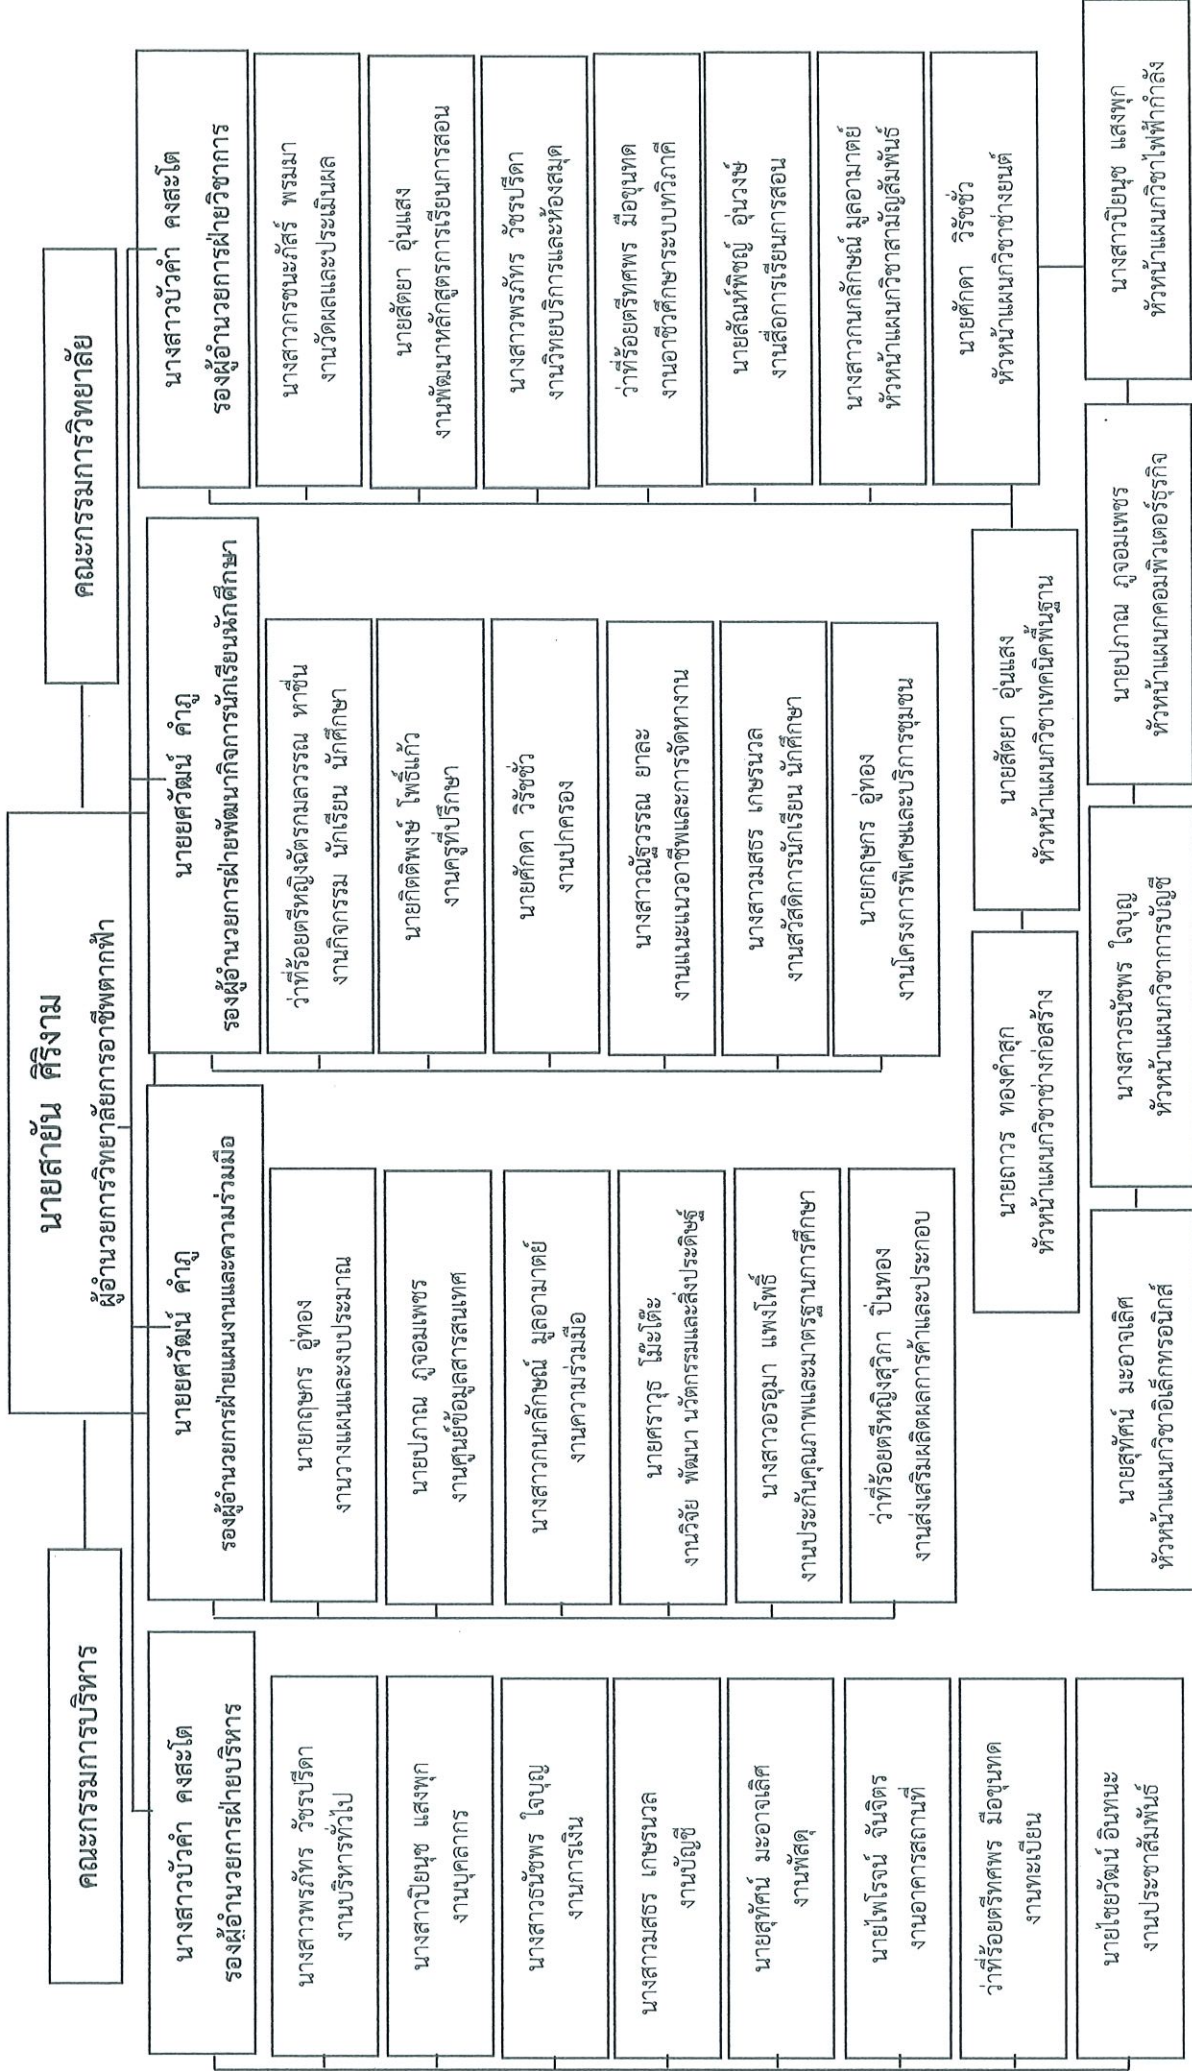 นายสายัน ศิริงาม
ผู้อำนวยการวิทยาลัยการอาชีพตากฟ้า
คณะกรรมการบริหาร
คณะกรรมการวิทยาลัย
นางสาวบัวคำ คงสะโต
รองผู้อำนวยการฝ่ายบริหาร
นางสาวพรภัทร วัชรปรีดา
งานบริหารทั่วไป
นางสาวปิยนุช แสงพุก
งานบุคลากร
นางสาวธนัชพร ใจบุญ
งานการเงิน
นางสาวมสธร เกษรนวล
งานบัญชี
นายสุทัศน์ มะอาจเลิศ
งานพัสดุ
นายไพโรจน์ จันจิตร
งานอาคารสถานที่
ว่าที่ร้อยตรีทศพร มือขุนทด
งานทะเบียน
นายไชยวัฒน์ อินทนะ
งานประชาสัมพันธ์
นายยศวัฒน์ คำภู
รองผู้อำนวยการฝ่ายแผนงานและความร่วมมือ
นายกฤษกร อู่ทอง
งานวางแผนและงบประมาณ
นายปภาณ ภูจอมเพชร
งานศูนย์ข้อมูลสารสนเทศ
นางสาวกนกลักษณ์ มูลอามาตย์
งานความร่วมมือ
นายศราวุธ โม๊ะโต๊ะ
งานวิจัย พัฒนา นวัตกรรมและสิ่งประดิษฐ์
นางสาวอรอุมา แพงโพธิ์
งานประกันคุณภาพและมาตรฐานการศึกษา
ว่าที่ร้อยตรีหญิงสุวิกา ปิ่นทอง
งานส่งเสริมผลิตผลการค้าและประกอบ
นายยศวัฒน์ คำภู
รองผู้อำนวยการฝ่ายพัฒนากิจการนักเรียนนักศึกษา
ว่าที่ร้อยตรีหญิงฉัตรกมลวรรณ หาชื่น
งานกิจกรรม นักเรียน นักศึกษา
นายกิตติพงษ์ โพธิ์แก้ว
งานครูที่ปรึกษา
นายศักดา วิรัชชั่ว
งานปกครอง
นางสาวณัฐวรรณ ยาละ
งานแนะแนวอาชีพและการจัดหางาน
นางสาวมสธร เกษรนวล
งานสวัสดิการนักเรียน นักศึกษา
นายกฤษกร อู่ทอง
งานโครงการพิเศษและบริการชุมชน
นางสาวบัวคำ คงสะโต
รองผู้อำนวยการฝ่ายวิชาการ
นางสาวกรชนะภัสร์ พรมมา
งานวัดผลและประเมินผล
นายสัตยา อุ่นแสง
งานพัฒนาหลักสูตรการเรียนการสอน
นางสาวพรภัทร วัชรปรีดา
งานวิทยบริการและห้องสมุด
ว่าที่ร้อยตรีทศพร มือขุนทด
งานอาชีวศึกษาระบบทวิภาคี
นายสัณห์พิชญ์ อุ่นวงษ์
งานสื่อการเรียนการสอน
นางสาวกนกลักษณ์ มูลอามาตย์
หัวหน้าแผนกวิชาสามัญสัมพันธ์
นายศักดา วิรัชชั่ว
หัวหน้าแผนกวิชาช่างยนต์
นายถาวร ทองคำสุก
หัวหน้าแผนกวิชาช่างก่อสร้าง
นายสัตยา อุ่นแสง
หัวหน้าแผนกวิชาเทคนิคพื้นฐาน
นายสุทัศน์ มะอาจเลิศ
หัวหน้าแผนกวิชาอิเล็กทรอนิกส์
นางสาวธนัชพร ใจบุญ
หัวหน้าแผนกวิชาการบัญชี
นายปภาณ ภูจอมเพชร
หัวหน้าแผนกคอมพิวเตอร์ธุรกิจ
นางสาวปิยนุช แสงพุก
หัวหน้าแผนกวิชาไฟฟ้ากำลัง